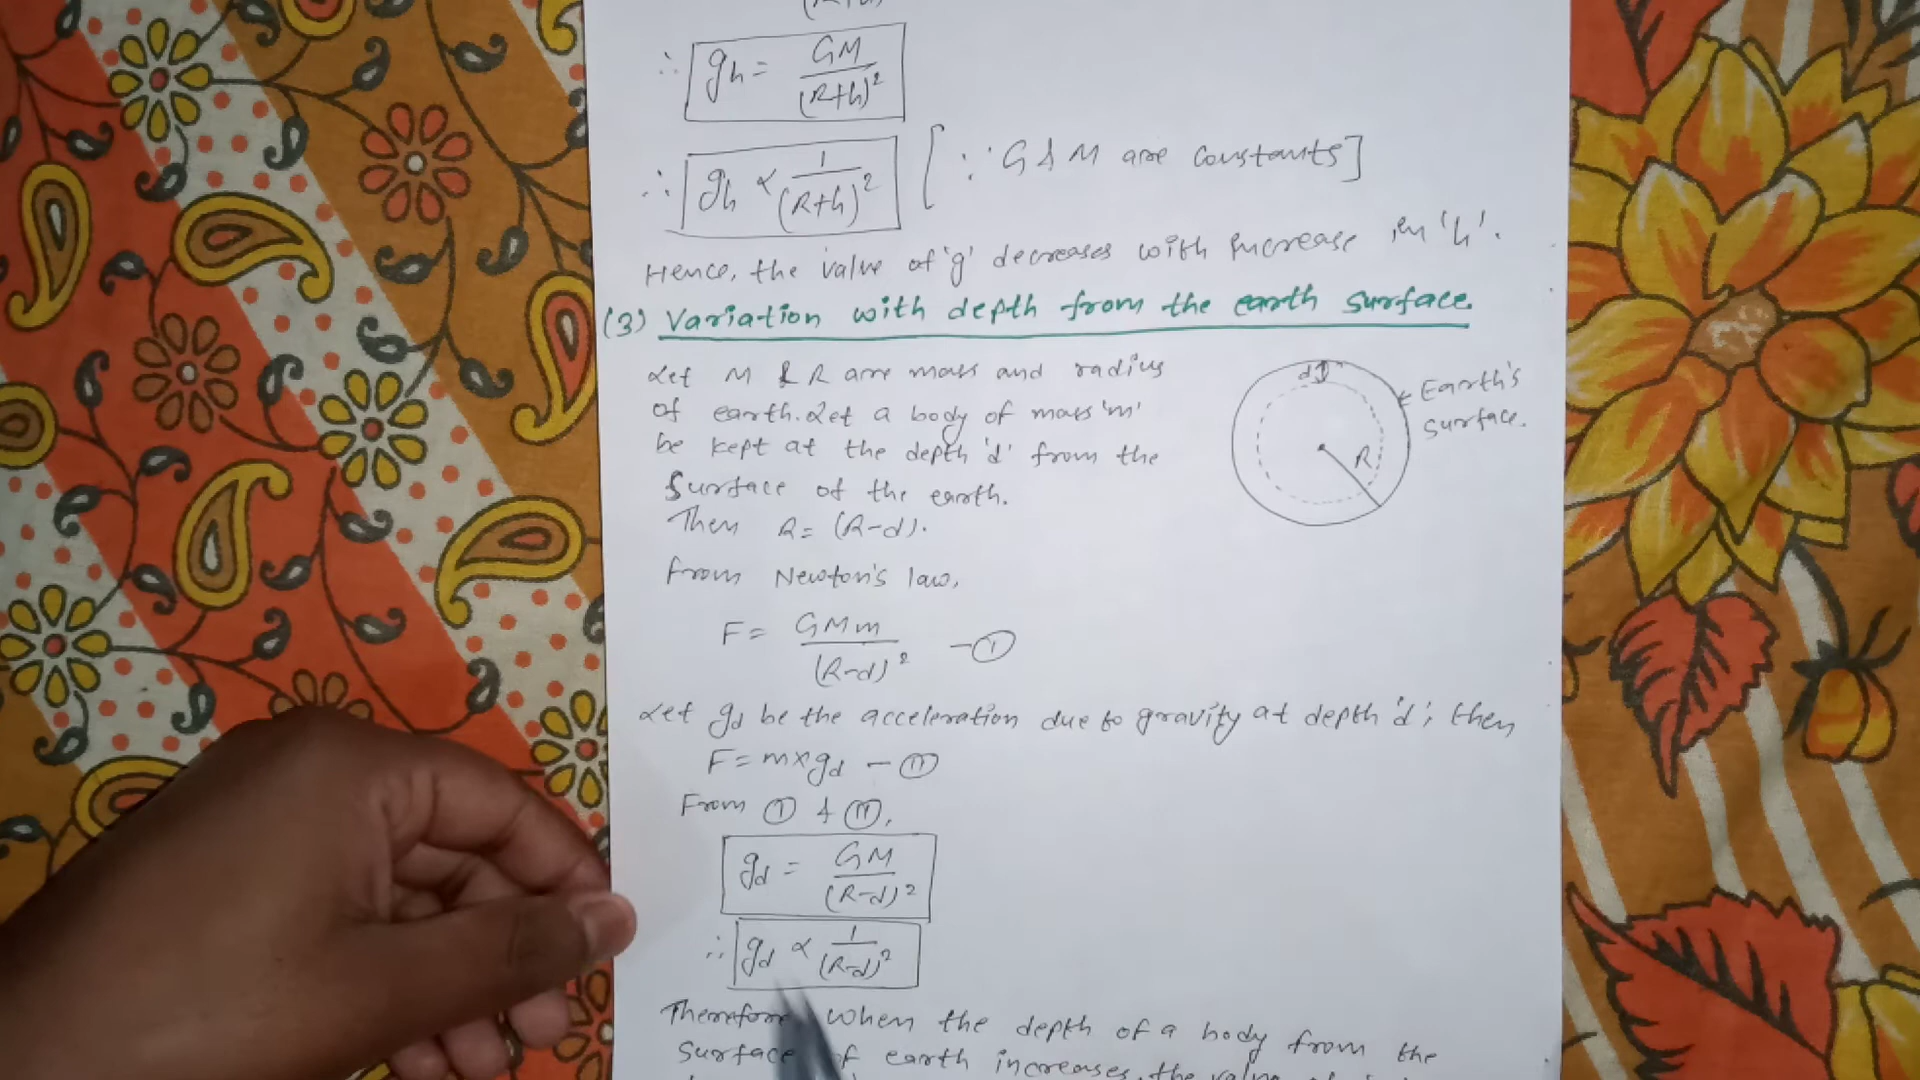 ∴ gh = GM/(R+h)²
∴ gh ∝ 1/(R+h)² [∵ G & M are constants]
Hence, the value of 'g' decreases with increase in 'h'.
(3) Variation with depth from the earth surface.
Let M & R are mass and radius
of earth. Let a body of mass 'm'
be kept at the depth 'd' from the
Surface of the earth.
Then R = (R-d).
d
R
Earth's
surface.
From Newton's law,
F = GMm/(R-d)² - (I)
Let gd be the acceleration due to gravity at depth 'd'; then
F = m×gd - (II)
From (I) & (II),
gd = GM/(R-d)²
∴ gd ∝ 1/(R-d)²
Therefore when the depth of a body from the
surface of earth increases, the value